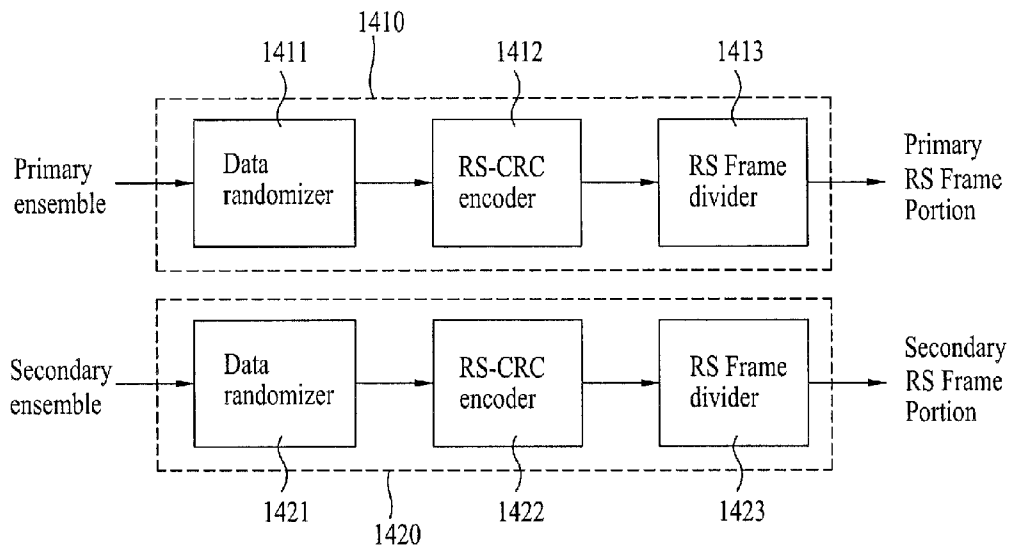 1410
1411
1412
1413
Primary
ensemble
Data
randomizer
RS-CRC
encoder
RS Frame
divider
Primary
RS Frame
Portion
Secondary
ensemble
Data
randomizer
RS-CRC
encoder
RS Frame
divider
Secondary
RS Frame
Portion
1421
1422
1423
1420